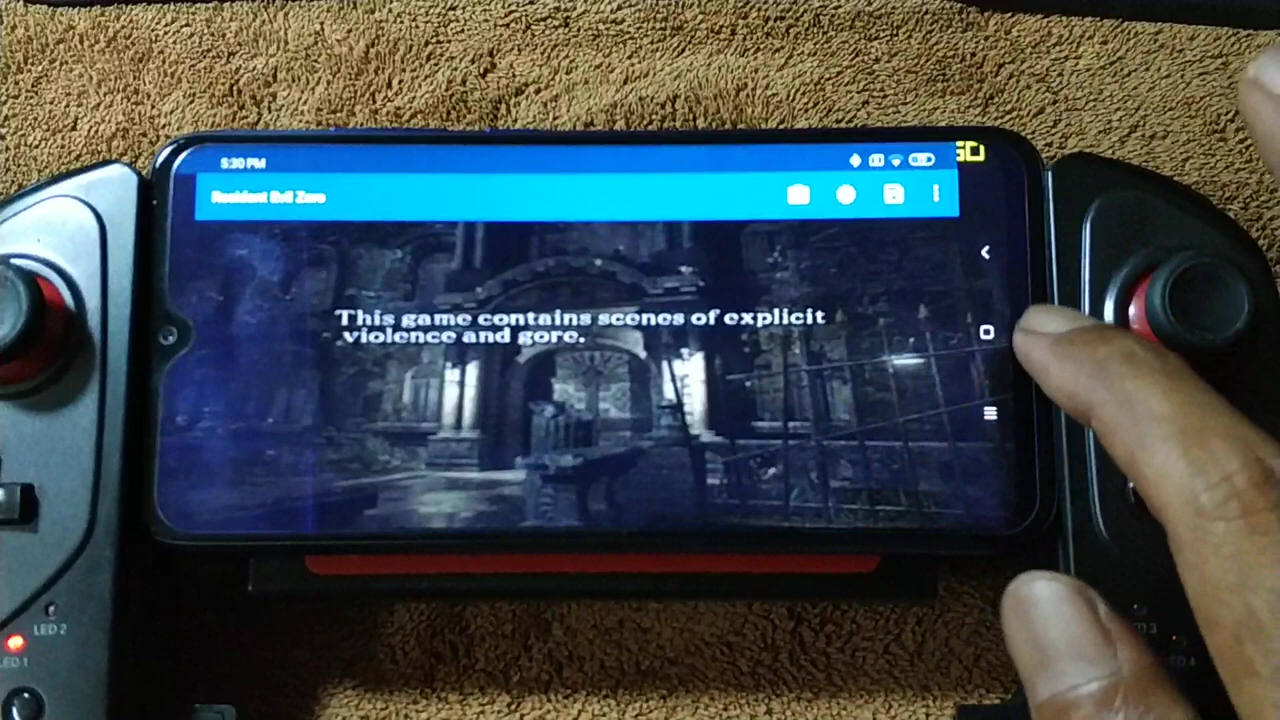 5:30 PM
60
Resident Evil Zero
This game contains scenes of explicit
violence and gore.
LED 2
LED 1